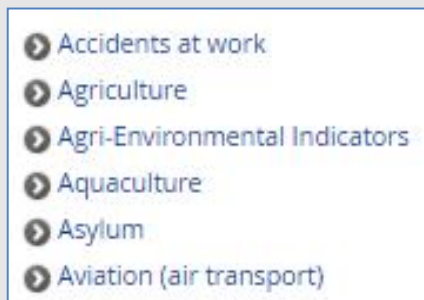 Accidents at work
Agriculture
Agri-Environmental Indicators
Aquaculture
Asylum
Aviation (air transport)